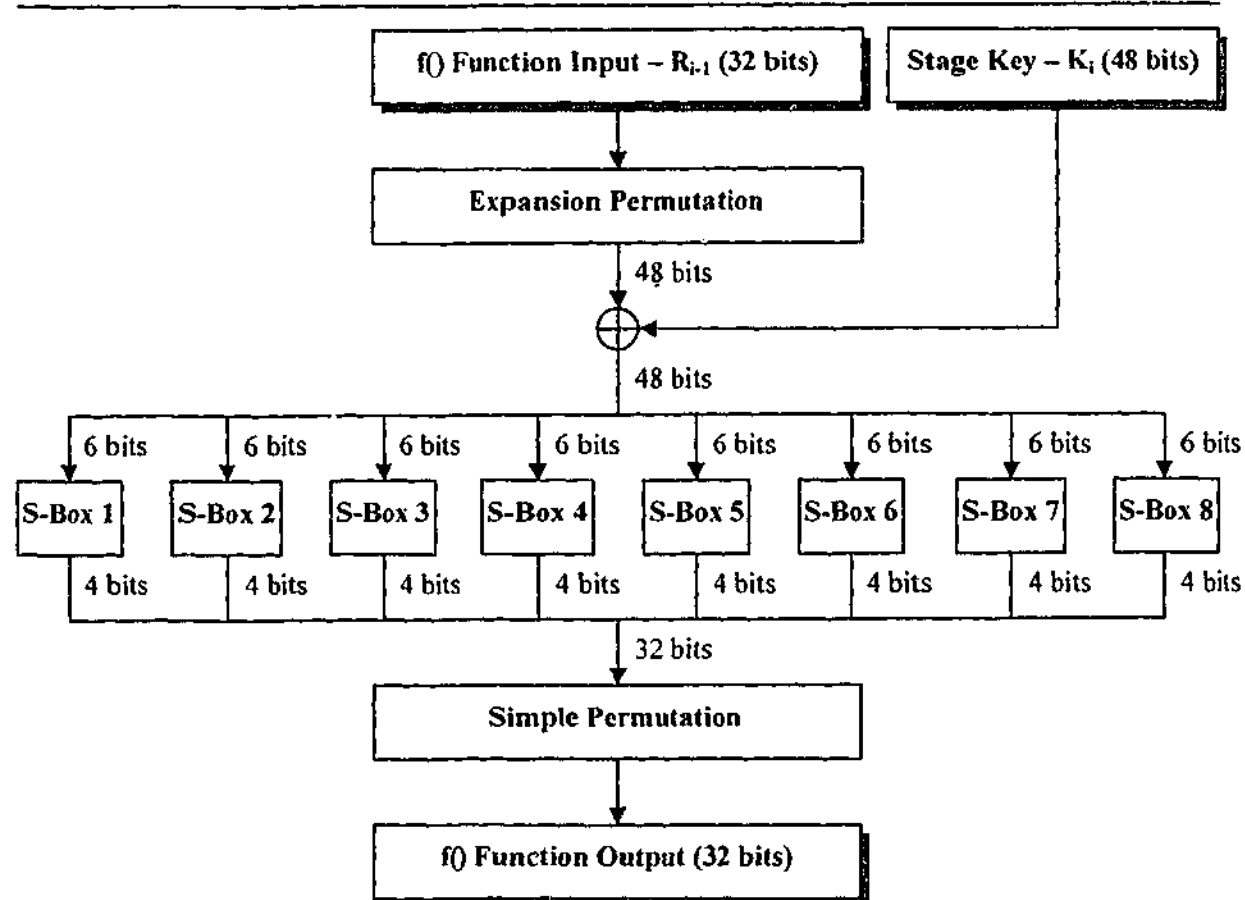 f() Function Input – Ri-1 (32 bits)
Stage Key – Ki (48 bits)
Expansion Permutation
48 bits
48 bits
6 bits 6 bits 6 bits 6 bits 6 bits 6 bits 6 bits 6 bits
S-Box 1 S-Box 2 S-Box 3 S-Box 4 S-Box 5 S-Box 6 S-Box 7 S-Box 8
4 bits 4 bits 4 bits 4 bits 4 bits 4 bits 4 bits 4 bits
32 bits
Simple Permutation
f() Function Output (32 bits)